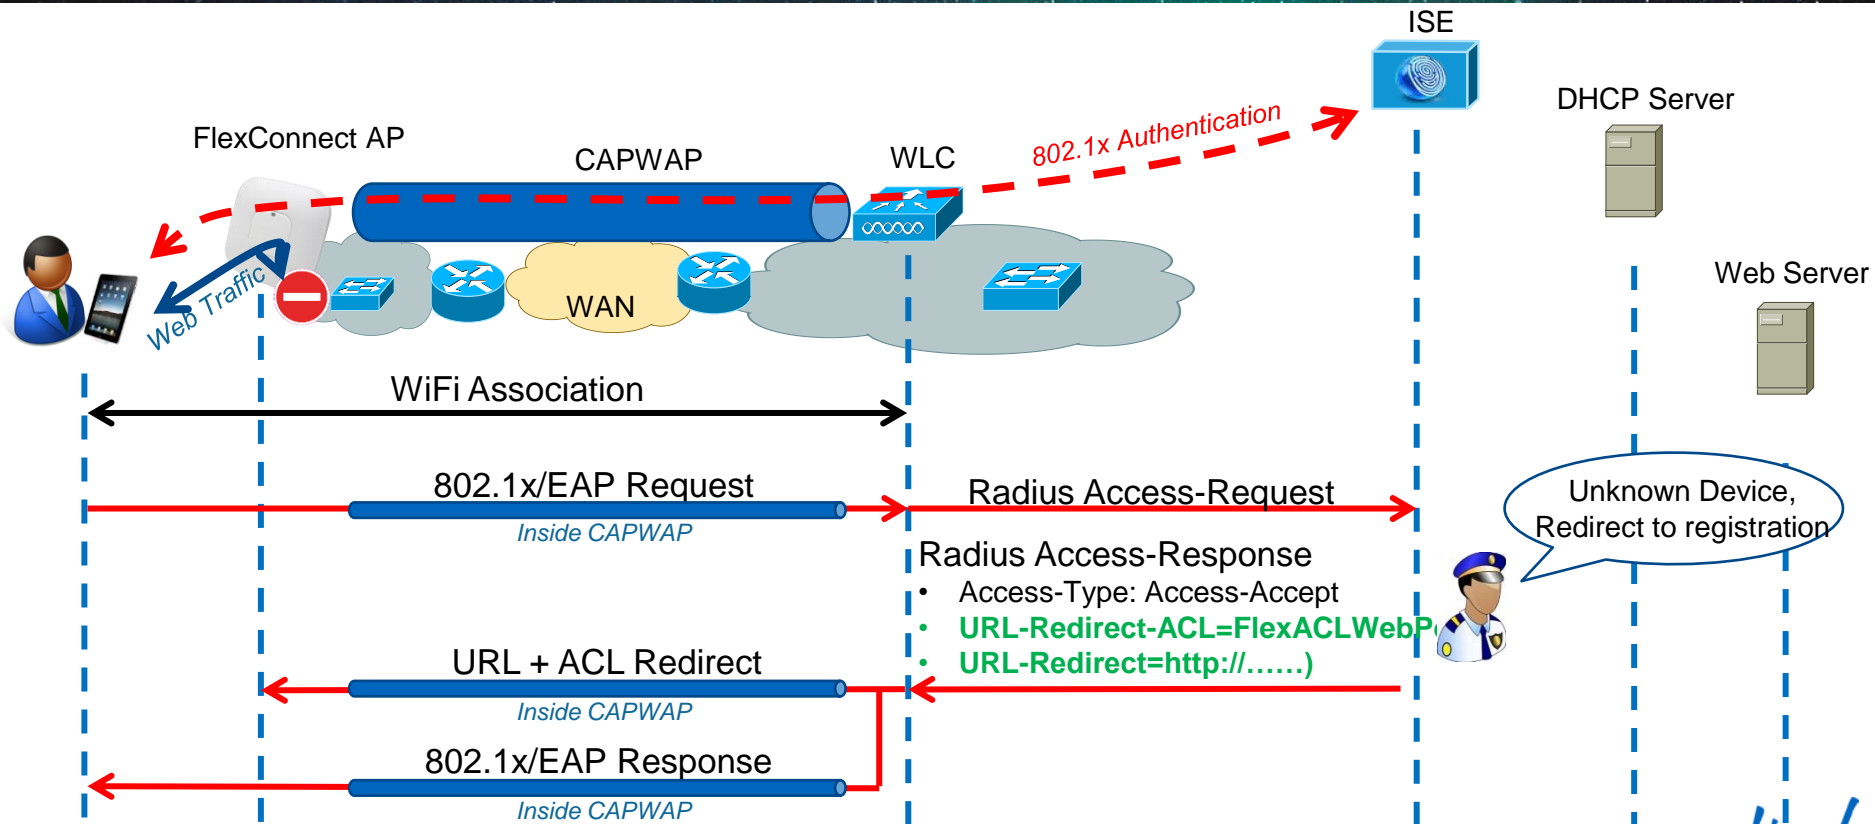 ISE
DHCP Server
FlexConnect AP
CAPWAP
WLC
802.1x Authentication
Web Server
Web Traffic
WAN
WiFi Association
802.1x/EAP Request
Radius Access-Request
Inside CAPWAP
Unknown Device,
Redirect to registration
Radius Access-Response
• Access-Type: Access-Accept
• URL-Redirect-ACL=FlexACLWebP
• URL-Redirect=http://……)
URL + ACL Redirect
Inside CAPWAP
802.1x/EAP Response
Inside CAPWAP